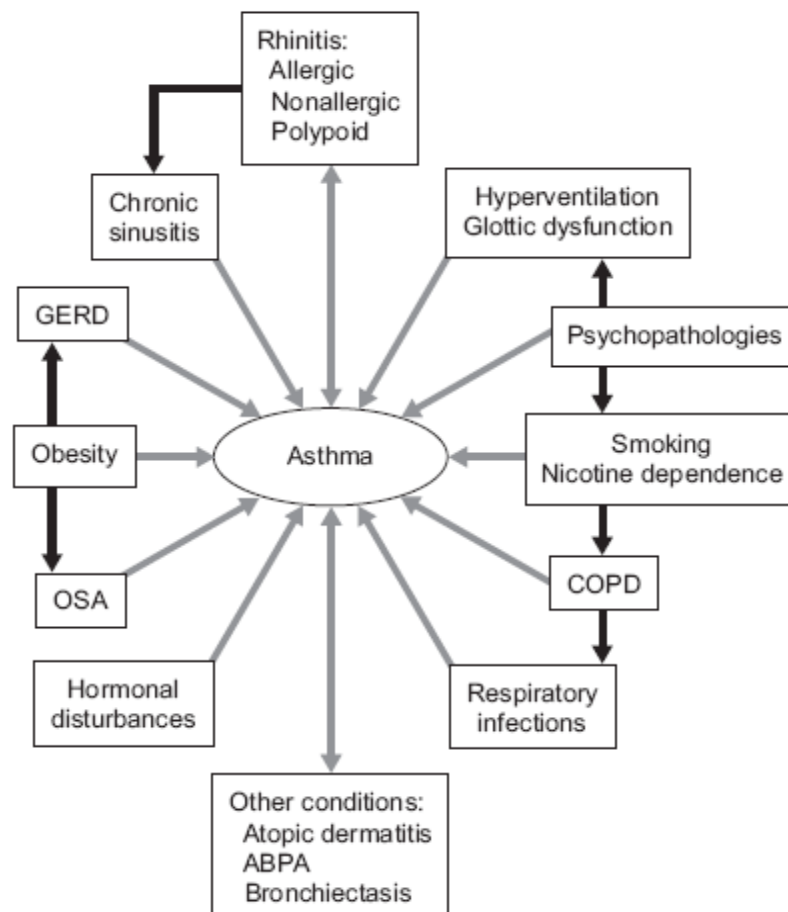 Rhinitis:
Allergic
Nonallergic
Polypoid
Chronic
sinusitis
Hyperventilation
Glottic dysfunction
GERD
Psychopathologies
Obesity
Asthma
Smoking
Nicotine dependence
OSA
COPD
Hormonal
disturbances
Respiratory
infections
Other conditions:
Atopic dermatitis
ABPA
Bronchiectasis